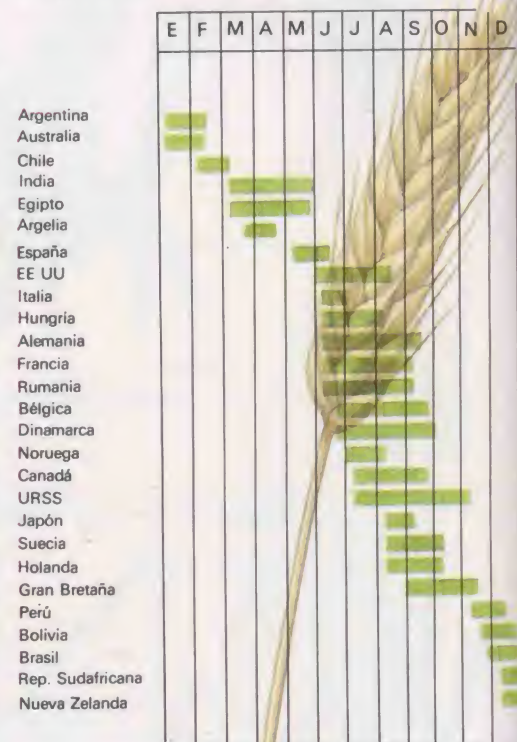 E F M A M J J A S O N D
Argentina
Australia
Chile
India
Egipto
Argelia
España
EE UU
Italia
Hungría
Alemania
Francia
Rumania
Bélgica
Dinamarca
Noruega
Canadá
URSS
Japón
Suecia
Holanda
Gran Bretaña
Perú
Bolivia
Brasil
Rep. Sudafricana
Nueva Zelanda